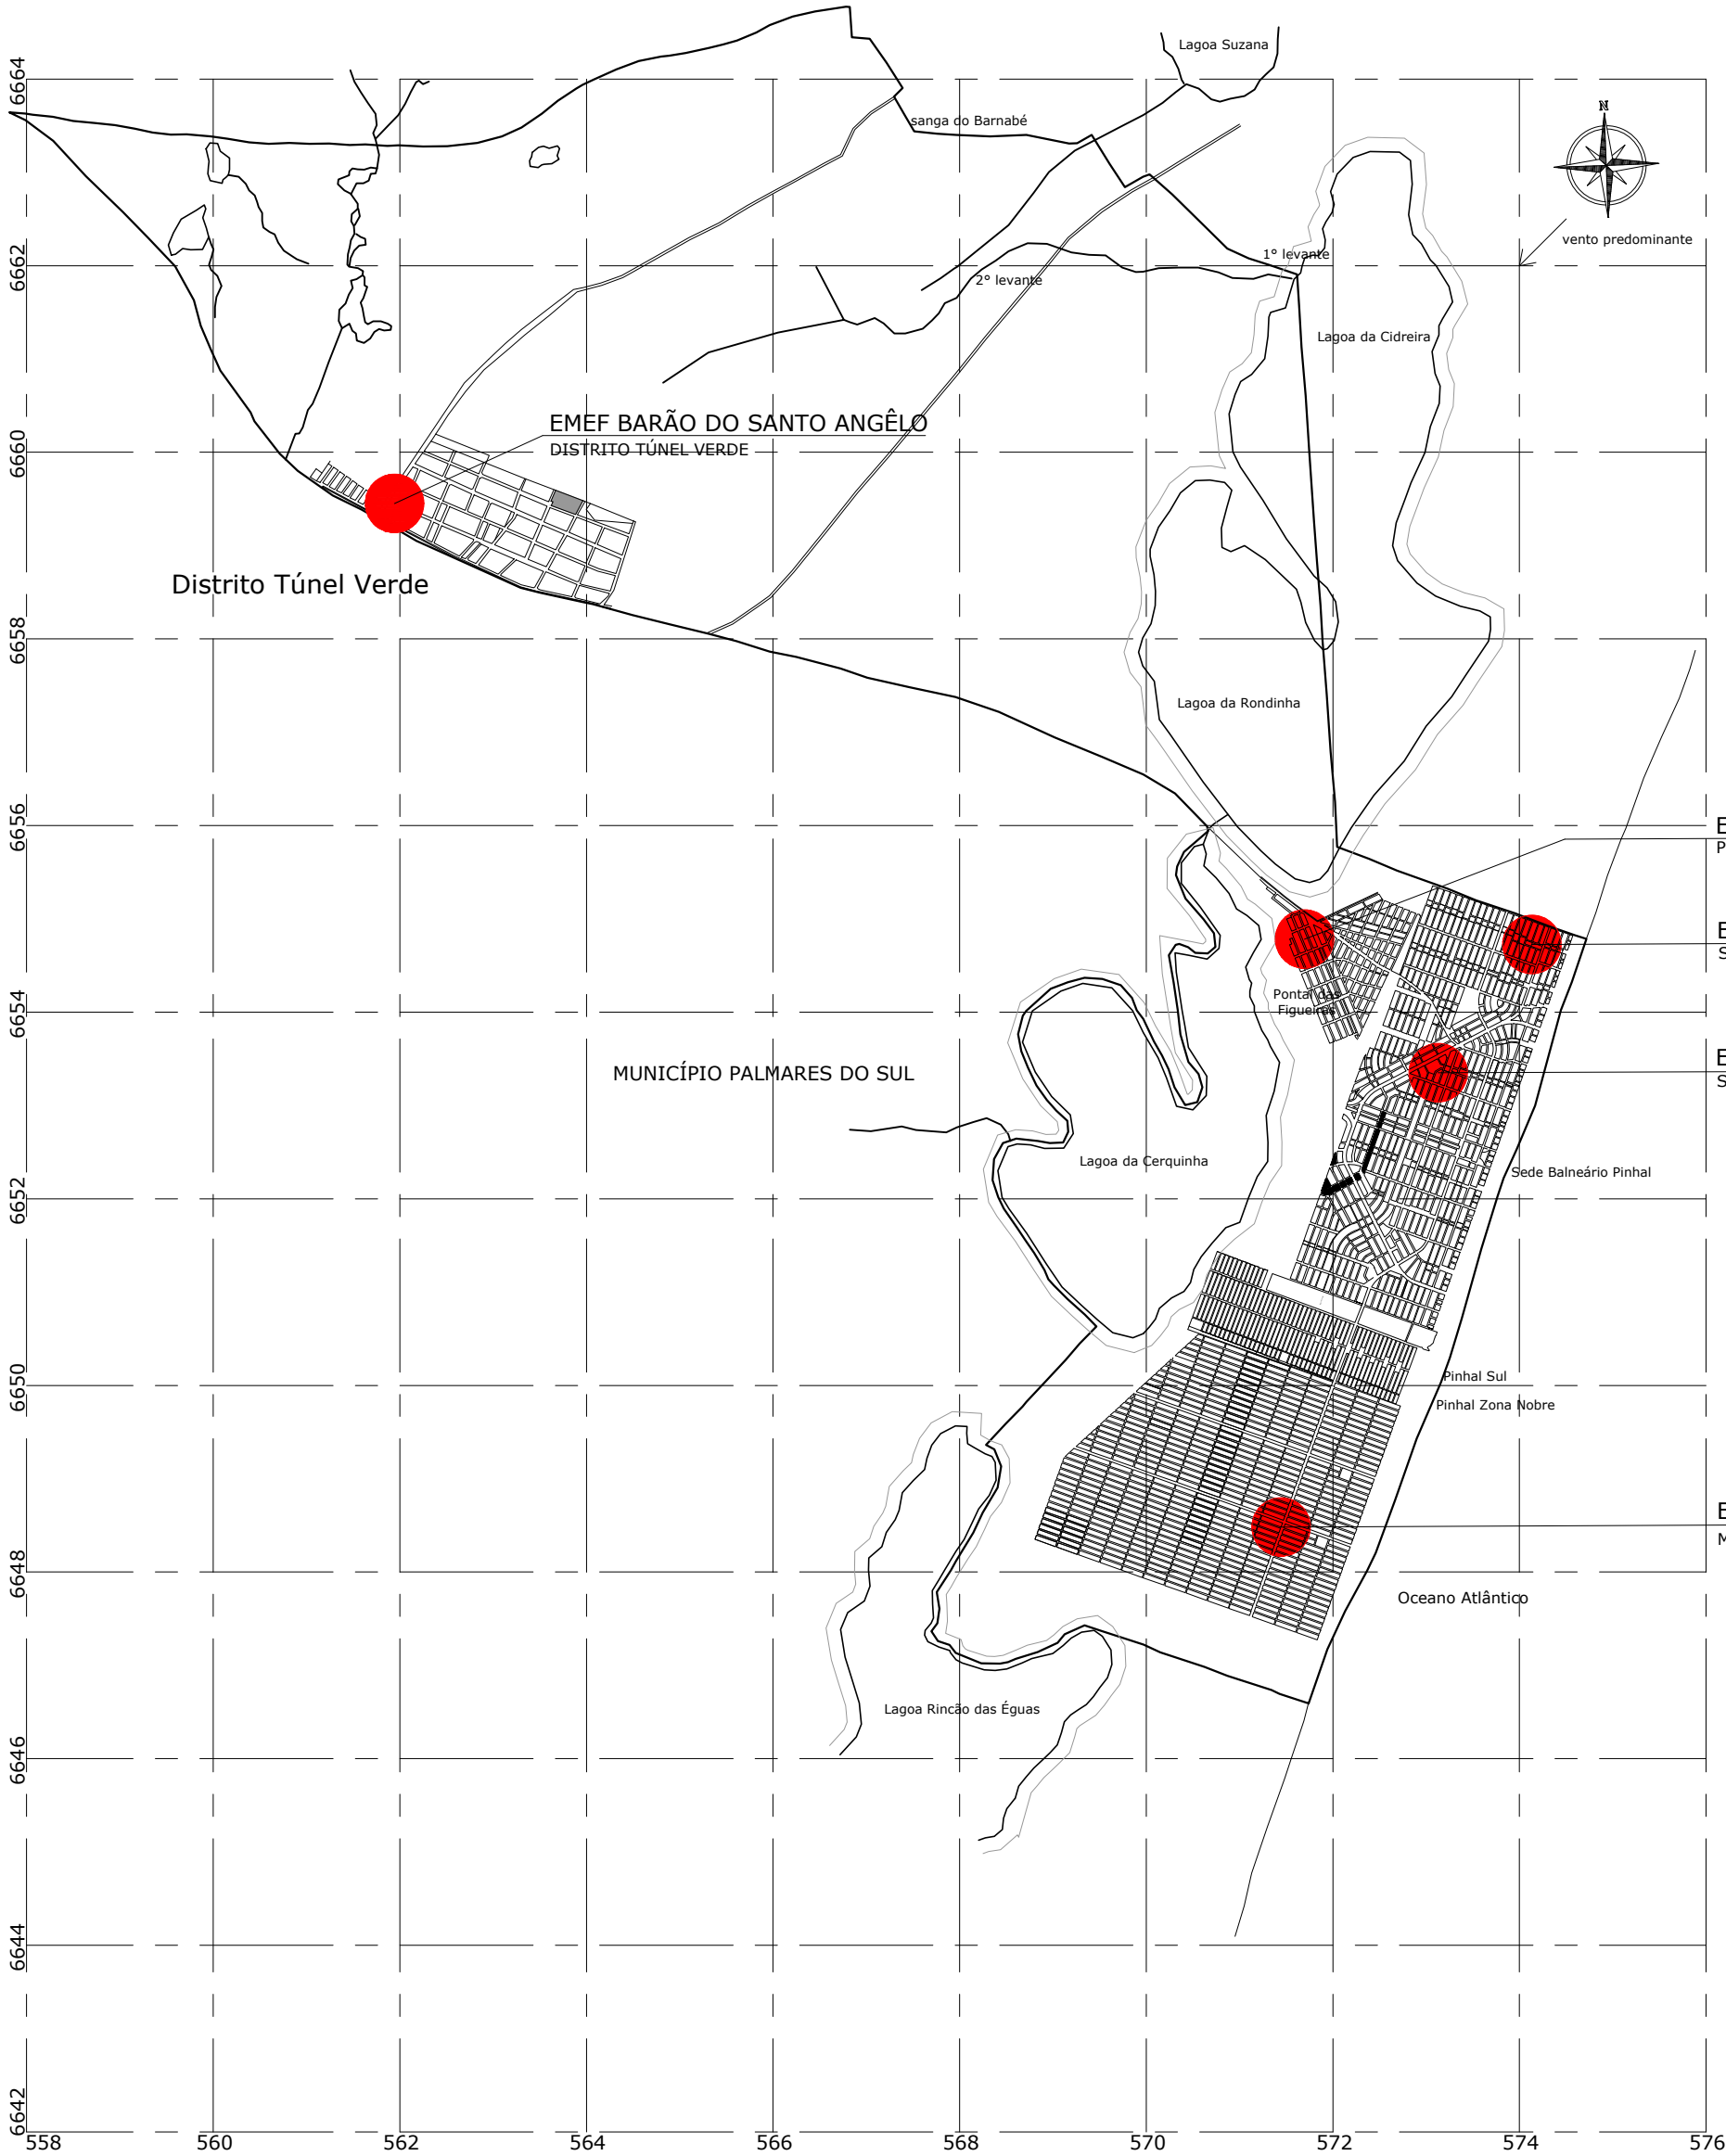 Lagoa Suzana
6664
N
sanga do Barnabé
vento predominante
1° levante
6662
2° levante
Lagoa da Cidreira
EMEF BARÃO DO SANTO ANGÊLO
DISTRITO TÚNEL VERDE
6660
Distrito Túnel Verde
6658
Lagoa da Rondinha
6656
E
P
E
S
Pontal das
Figueiras
6654
E
S
MUNICÍPIO PALMARES DO SUL
Lagoa da Cerquinha
Sede Balneário Pinhal
6652
Pinhal Sul
6650
Pinhal Zona Nobre
E
M
6648
Oceano Atlântico
Lagoa Rincão das Éguas
6646
6644
6642
558 560 562 564 566 568 570 572 574 576